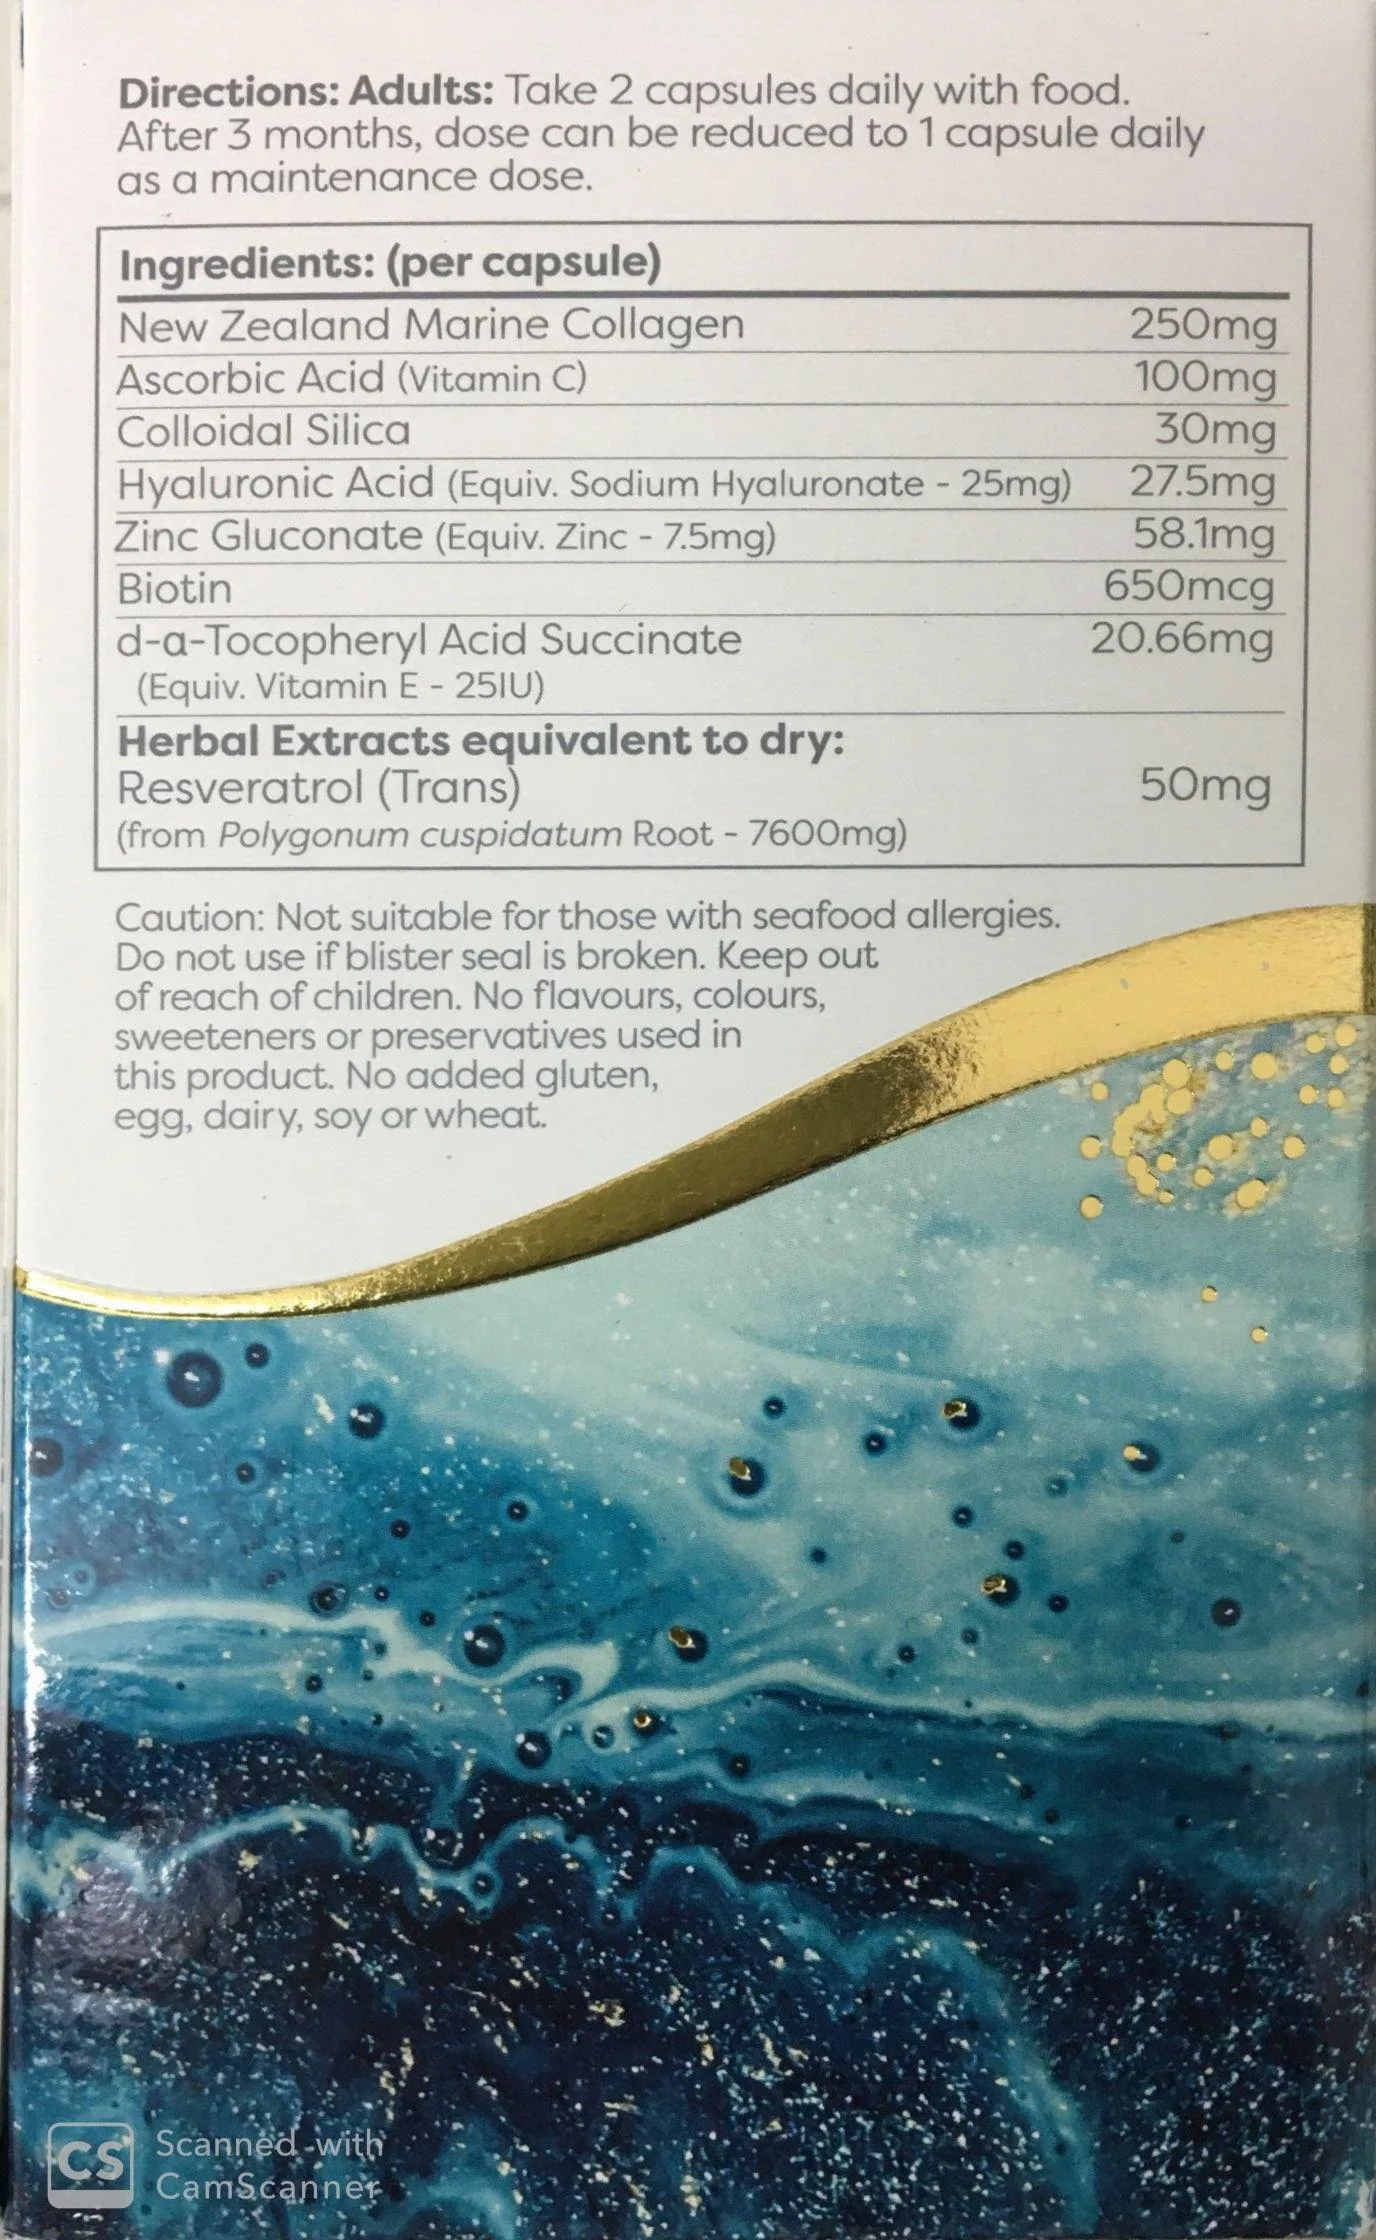 Directions: Adults: Take 2 capsules daily with food.
After 3 months, dose can be reduced to 1 capsule daily
as a maintenance dose.
Ingredients: (per capsule)
New Zealand Marine Collagen 250mg
Ascorbic Acid (Vitamin C) 100mg
Colloidal Silica 30mg
Hyaluronic Acid (Equiv. Sodium Hyaluronate - 25mg) 27.5mg
Zinc Gluconate (Equiv. Zinc - 7.5mg) 58.1mg
Biotin 650mcg
d-α-Tocopheryl Acid Succinate 20.66mg
(Equiv. Vitamin E - 25IU)
Herbal Extracts equivalent to dry:
Resveratrol (Trans) 50mg
(from Polygonum cuspidatum Root - 7600mg)
Caution: Not suitable for those with seafood allergies.
Do not use if blister seal is broken. Keep out
of reach of children. No flavours, colours,
sweeteners or preservatives used in
this product. No added gluten,
egg, dairy, soy or wheat.
CS Scanned with
CamScanner